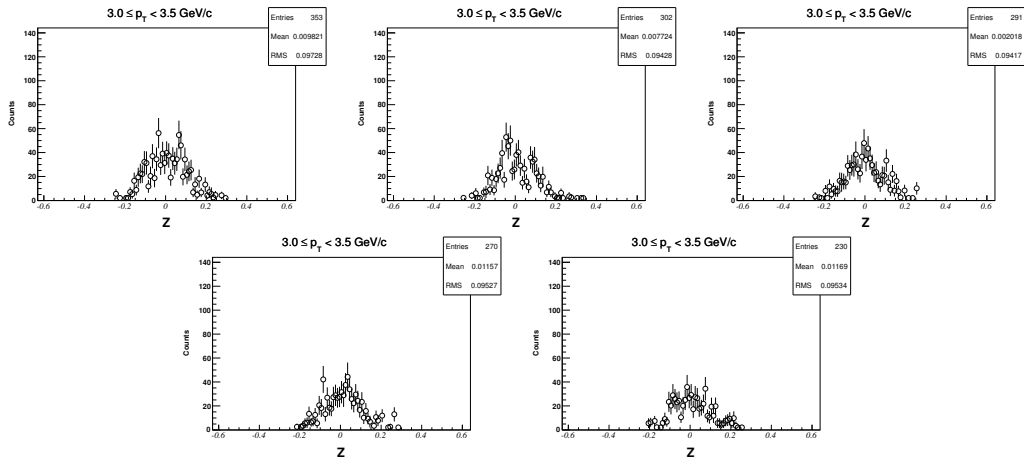 3.0 ≤ p_T < 3.5 GeV/c
Entries 353
Mean 0.009821
RMS 0.09728
Counts
140
120
100
80
60
40
20
0
-0.6 -0.4 -0.2 0 0.2 0.4 0.6
Z
3.0 ≤ p_T < 3.5 GeV/c
Entries 302
Mean 0.007724
RMS 0.09428
Counts
140
120
100
80
60
40
20
0
-0.6 -0.4 -0.2 0 0.2 0.4 0.6
Z
3.0 ≤ p_T < 3.5 GeV/c
Entries 291
Mean 0.002018
RMS 0.09417
Counts
140
120
100
80
60
40
20
0
-0.6 -0.4 -0.2 0 0.2 0.4 0.6
Z
3.0 ≤ p_T < 3.5 GeV/c
Entries 270
Mean 0.01157
RMS 0.09527
Counts
140
120
100
80
60
40
20
0
-0.6 -0.4 -0.2 0 0.2 0.4 0.6
Z
3.0 ≤ p_T < 3.5 GeV/c
Entries 230
Mean 0.01169
RMS 0.09534
Counts
140
120
100
80
60
40
20
0
-0.6 -0.4 -0.2 0 0.2 0.4 0.6
Z